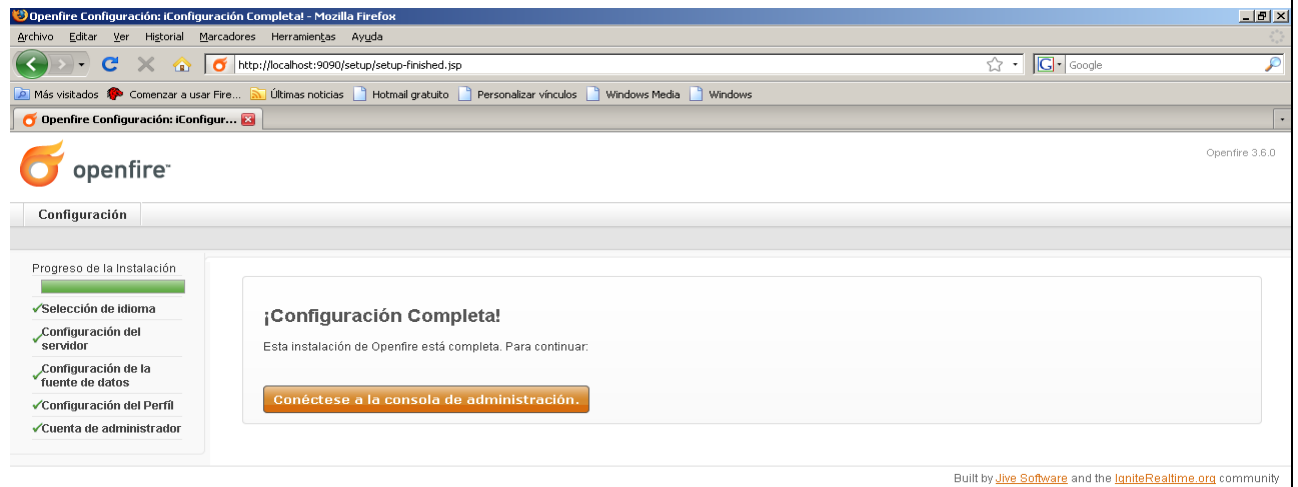 Openfire Configuración: ¡Configuración Completa! - Mozilla Firefox
Archivo Editar Ver Historial Marcadores Herramientas Ayuda
http://localhost:9090/setup/setup-finished.jsp
G Google
Más visitados Comenzar a usar Fire... Últimas noticias Hotmail gratuito Personalizar vínculos Windows Media Windows
Openfire Configuración: ¡Configur...
openfire™
Openfire 3.6.0
Configuración
Progreso de la Instalación
Selección de idioma
Configuración del
servidor
Configuración de la
fuente de datos
Configuración del Perfíl
Cuenta de administrador
¡Configuración Completa!
Esta instalación de Openfire está completa. Para continuar:
Conéctese a la consola de administración.
Built by Jive Software and the IgniteRealtime.org community